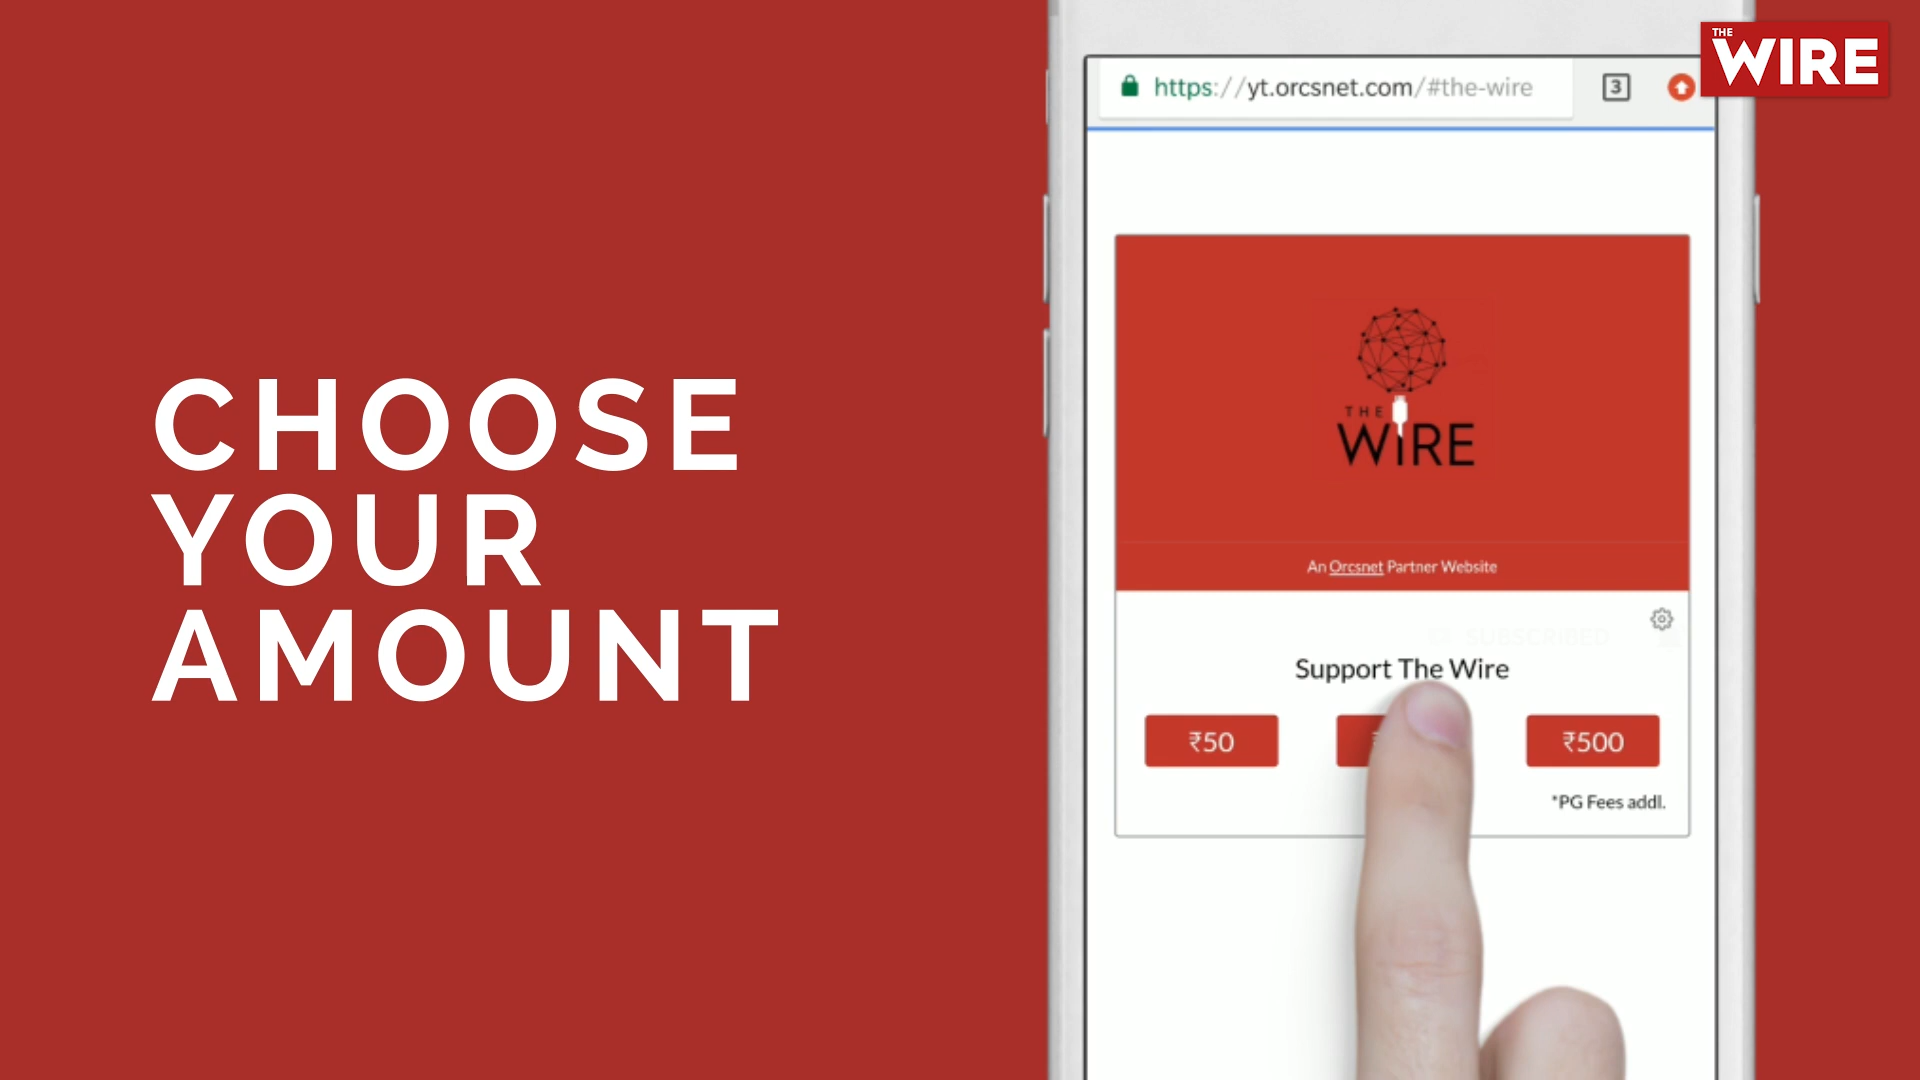 CHOOSE
YOUR
AMOUNT
THE
WIRE
https://yt.orcsnet.com/#the-wire
3
THE
WIRE
An Orcsnet Partner Website
SUBSCRIBED
Support The Wire
₹50
₹500
*PG Fees addl.